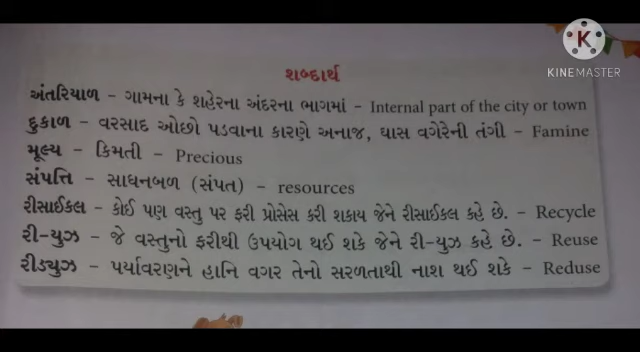 K
KINEMASTER
શબ્દાર્થ
અંતરિયાળ – ગામના કે શહેરના અંદરના ભાગમાં – Internal part of the city or town
દુકાળ – વરસાદ ઓછો પડવાના કારણે અનાજ, ઘાસ વગેરેની તંગી – Famine
મૂલ્ય – કિમતી – Precious
સંપત્તિ – સાધનબળ (સંપત) – resources
રીસાઈકલ – કોઈ પણ વસ્તુ પર ફરી પ્રોસેસ કરી શકાય જેને રીસાઈકલ કહે છે. – Recycle
રી-યુઝ – જે વસ્તુનો ફરીથી ઉપયોગ થઈ શકે જેને રી-યુઝ કહે છે. – Reuse
રીડ્યુઝ – પર્યાવરણને હાનિ વગર તેનો સરળતાથી નાશ થઈ શકે – Reduse